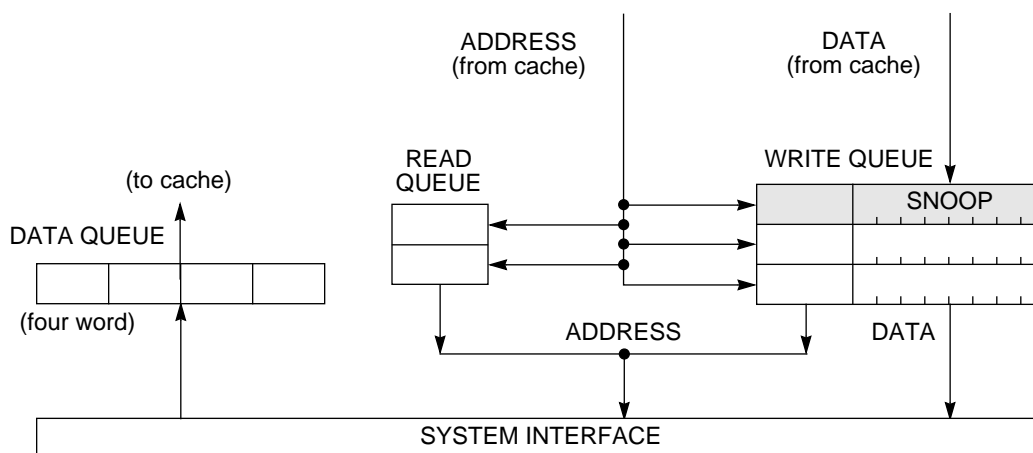 ADDRESS
(from cache)
DATA
(from cache)
READ
QUEUE
WRITE QUEUE
(to cache)
SNOOP
DATA QUEUE
(four word)
ADDRESS
DATA
SYSTEM INTERFACE